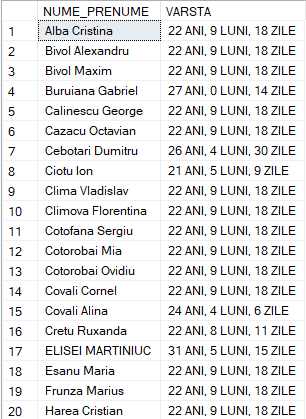 NUME_PRENUME VARSTA
1 Alba Cristina 22 ANI, 9 LUNI, 18 ZILE
2 Bivol Alexandru 22 ANI, 9 LUNI, 18 ZILE
3 Bivol Maxim 22 ANI, 9 LUNI, 18 ZILE
4 Buruiana Gabriel 27 ANI, 0 LUNI, 14 ZILE
5 Calinescu George 22 ANI, 9 LUNI, 18 ZILE
6 Cazacu Octavian 22 ANI, 9 LUNI, 18 ZILE
7 Cebotari Dumitru 26 ANI, 4 LUNI, 30 ZILE
8 Ciotu Ion 21 ANI, 5 LUNI, 9 ZILE
9 Clima Vladislav 22 ANI, 9 LUNI, 18 ZILE
10 Climova Florentina 22 ANI, 9 LUNI, 18 ZILE
11 Cotofana Sergiu 22 ANI, 9 LUNI, 18 ZILE
12 Cotorobai Mia 22 ANI, 9 LUNI, 18 ZILE
13 Cotorobai Ovidiu 22 ANI, 9 LUNI, 18 ZILE
14 Covali Cornel 22 ANI, 9 LUNI, 18 ZILE
15 Covali Alina 24 ANI, 4 LUNI, 6 ZILE
16 Cretu Ruxanda 22 ANI, 8 LUNI, 11 ZILE
17 ELISEI MARTINIUC 31 ANI, 5 LUNI, 15 ZILE
18 Esanu Maria 22 ANI, 9 LUNI, 18 ZILE
19 Frunza Marius 22 ANI, 9 LUNI, 18 ZILE
20 Harea Cristian 22 ANI, 9 LUNI, 18 ZILE